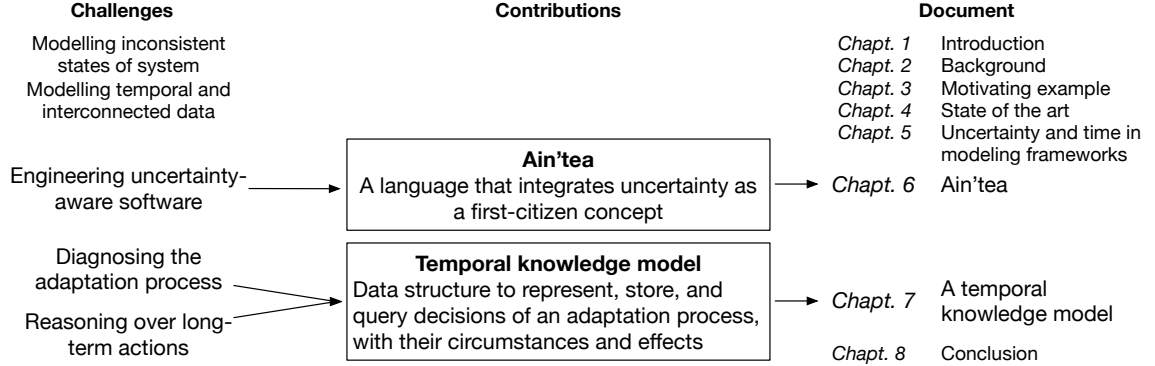 Challenges
Modelling inconsistent
states of system
Modelling temporal and
interconnected data
Engineering uncertainty-
aware software
Diagnosing the
adaptation process
Reasoning over long-
term actions
Contributions
Ain'tea
A language that integrates uncertainty as
a first-citizen concept
Temporal knowledge model
Data structure to represent, store, and
query decisions of an adaptation process,
with their circumstances and effects
Document
Chapt. 1 Introduction
Chapt. 2 Background
Chapt. 3 Motivating example
Chapt. 4 State of the art
Chapt. 5 Uncertainty and time in
modeling frameworks
Chapt. 6 Ain'tea
Chapt. 7 A temporal
knowledge model
Chapt. 8 Conclusion